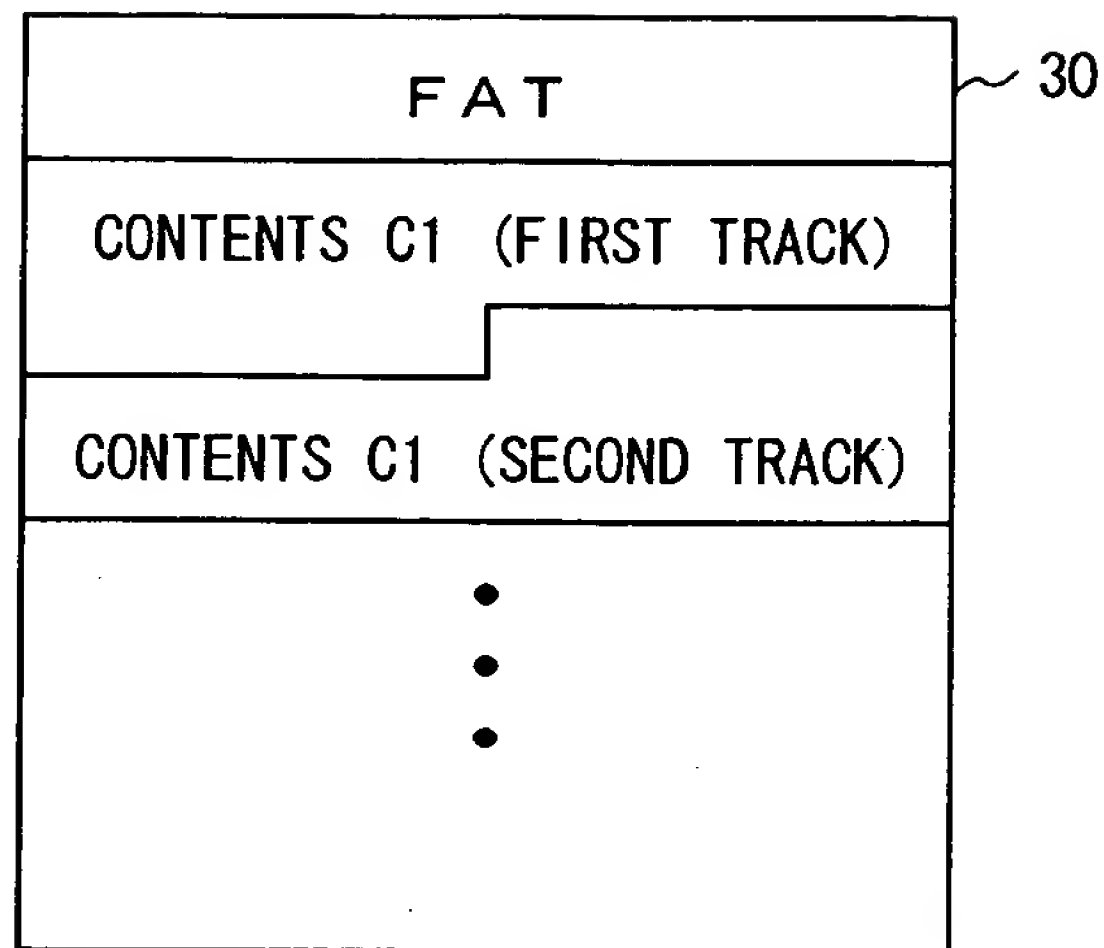 FAT
30
CONTENTS C1 (FIRST TRACK)
CONTENTS C1 (SECOND TRACK)